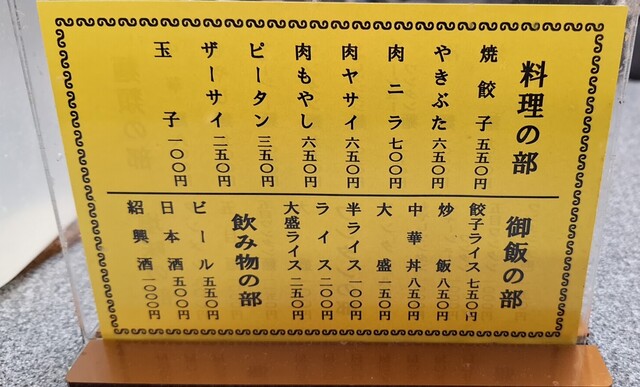 料理の部
焼餃子 五五〇円
やきぶた 六五〇円
肉ニラ 七〇〇円
肉ヤサイ 六五〇円
肉もやし 六五〇円
ピータン 三五〇円
ザーサイ 二五〇円
玉子 一〇〇円
御飯の部
餃子ライス 七五〇円
炒飯 八五〇円
中華丼 八五〇円
大盛 一五〇円
半ライス 一〇〇円
ライス 二〇〇円
大盛ライス 二五〇円
飲み物の部
ビール 五五〇円
日本酒 五〇〇円
紹興酒 一〇〇〇円